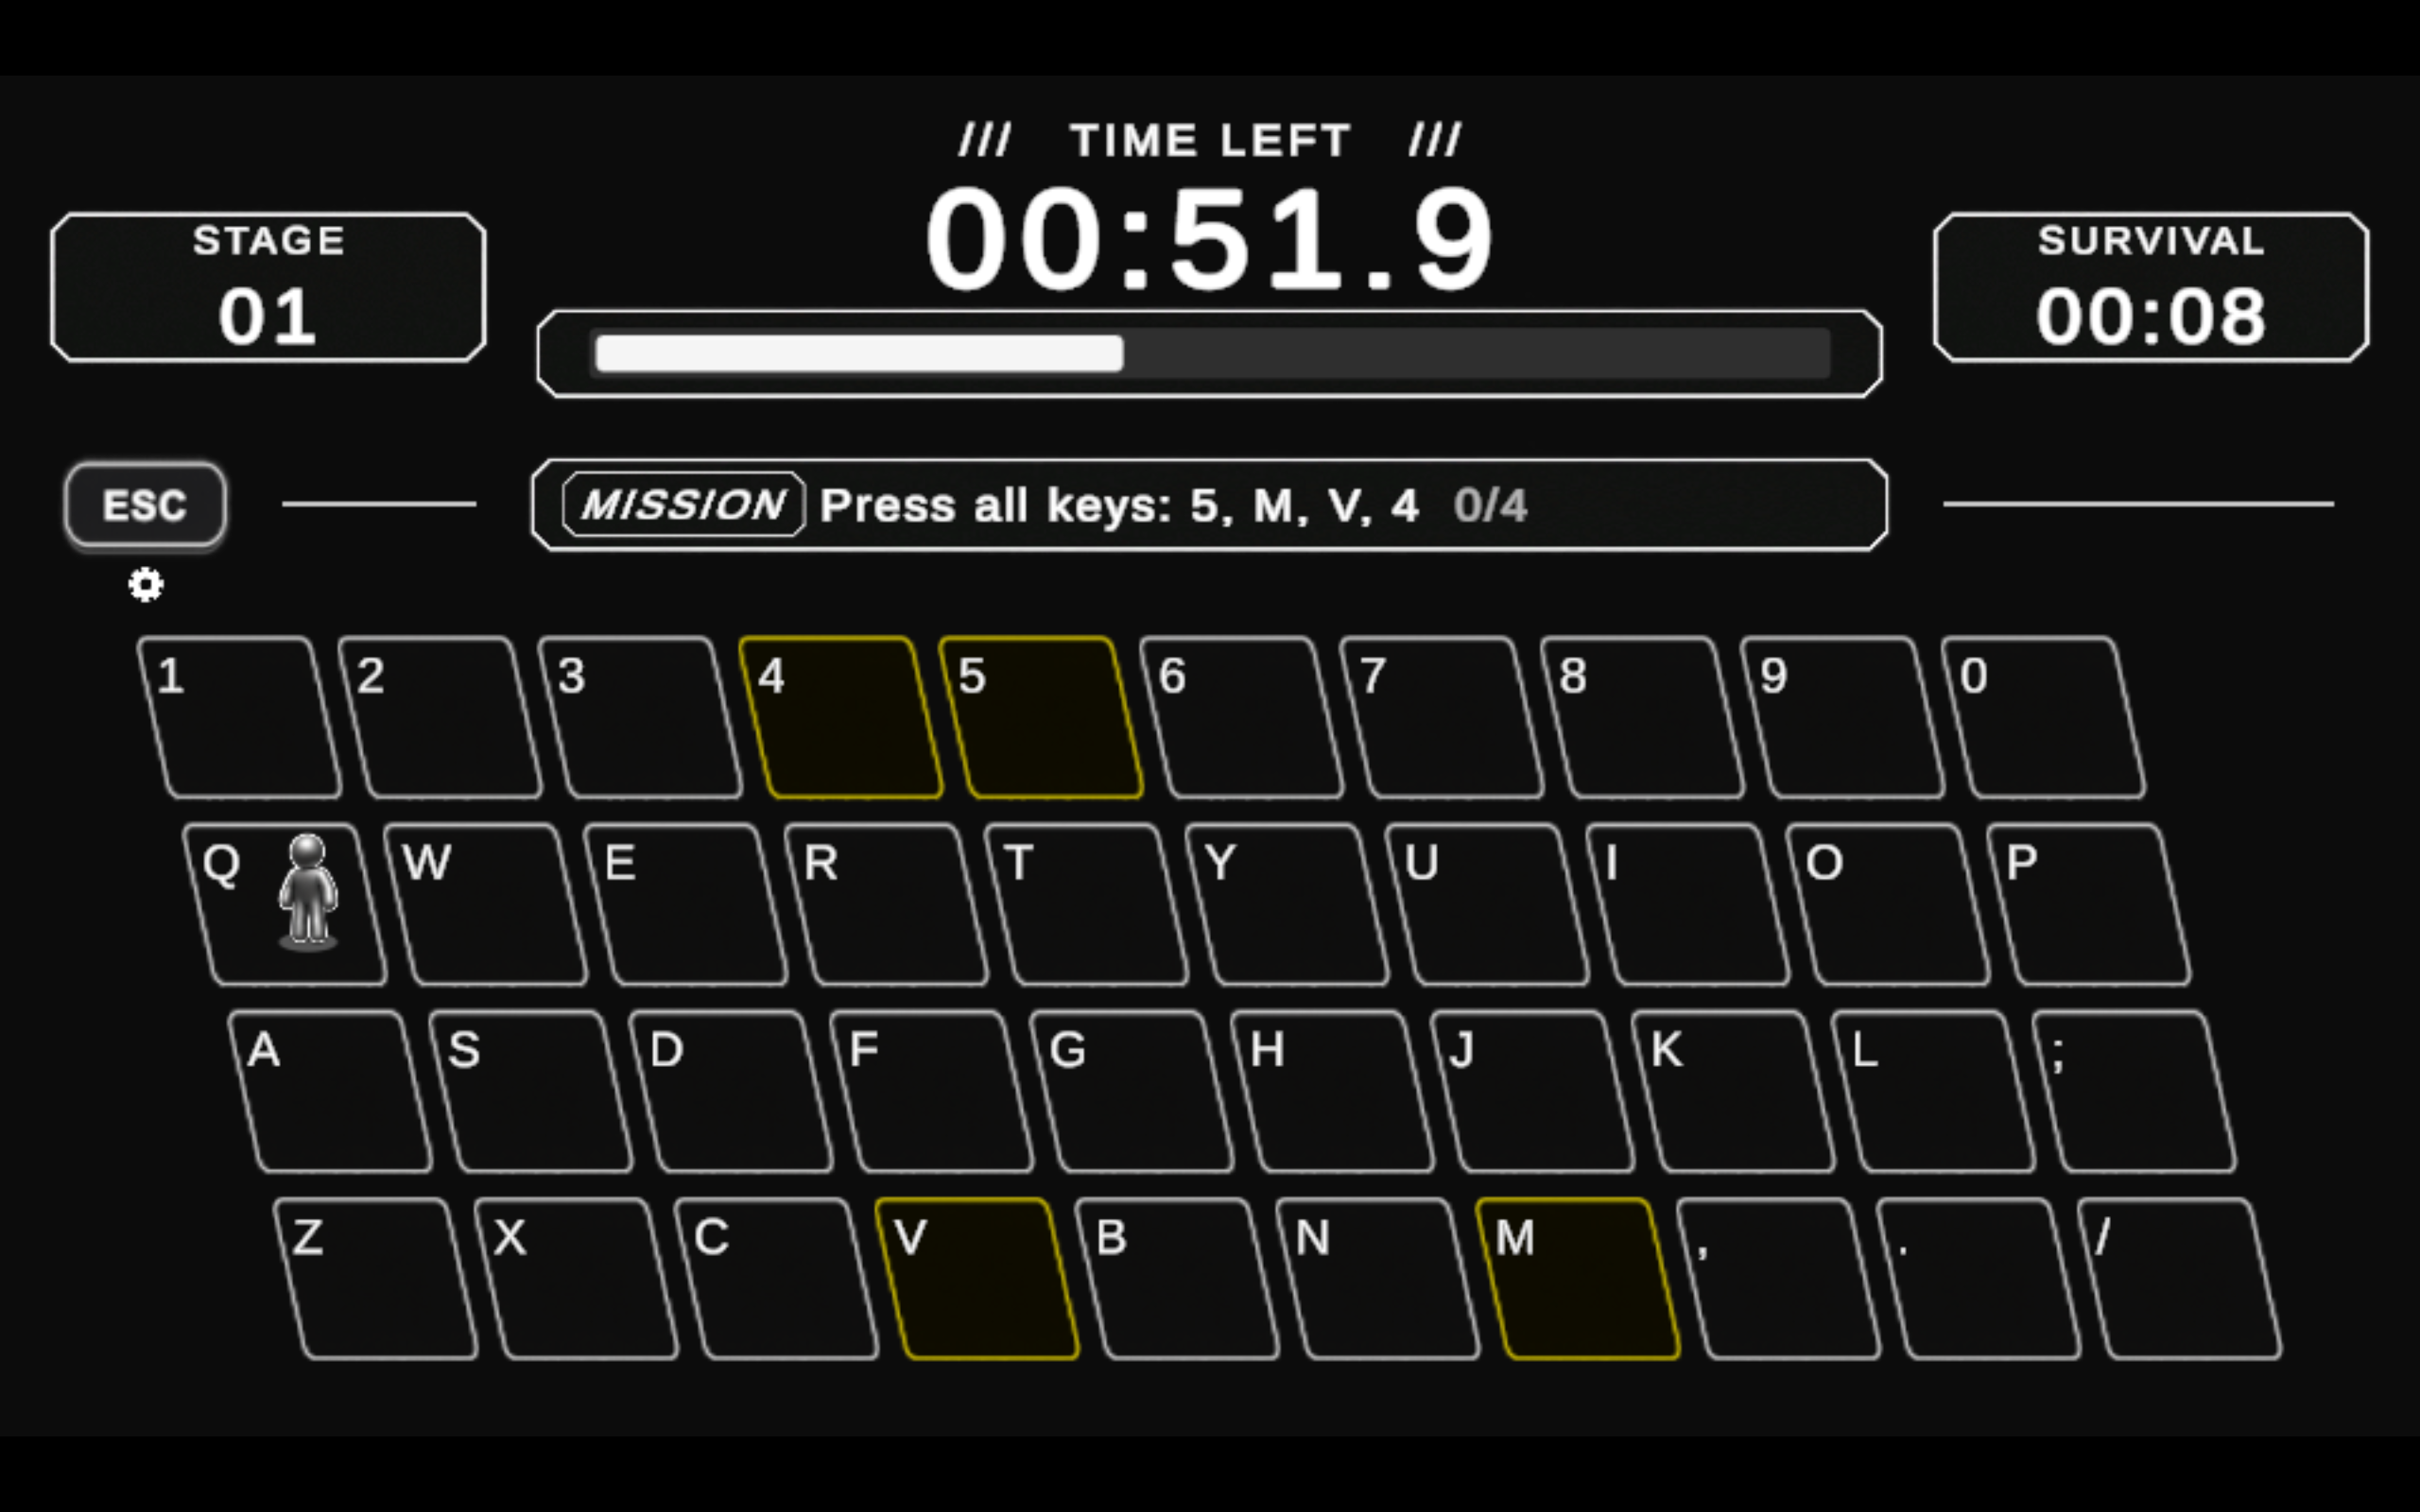 /// TIME LEFT ///
00:51.9
STAGE
01
SURVIVAL
00:08
ESC
MISSION Press all keys: 5, M, V, 4 0/4
1 2 3 4 5 6 7 8 9 0
Q W E R T Y U I O P
A S D F G H J K L ;
Z X C V B N M , . /